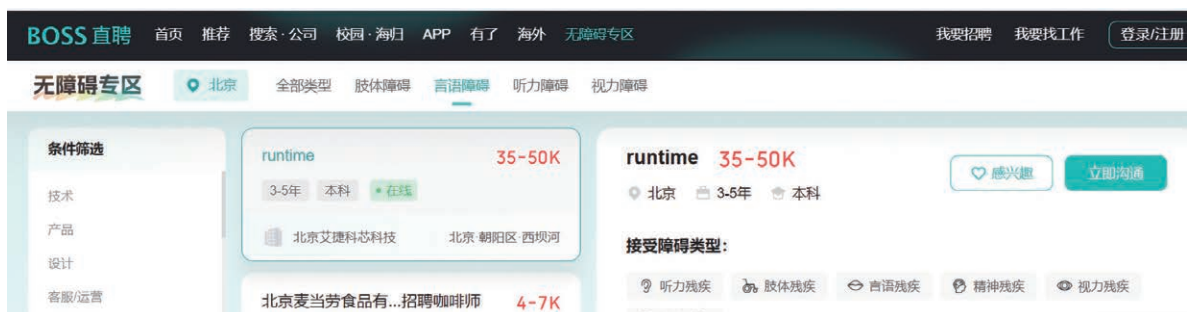 BOSS直聘 首页 推荐 搜索·公司 校园·海归 APP 有了 海外 无障碍专区 我要招聘 我要找工作 登录/注册
无障碍专区 北京 全部类型 肢体障碍 言语障碍 听力障碍 视力障碍
条件筛选
技术
产品
设计
客服/运营
runtime 35-50K
3-5年 本科 在线
北京艾捷科芯科技 北京·朝阳区·西坝河
北京麦当劳食品有...招聘咖啡师 4-7K
runtime 35-50K
感兴趣 立即沟通
北京 3-5年 本科
接受障碍类型：
听力残疾 肢体残疾 言语残疾 精神残疾 视力残疾